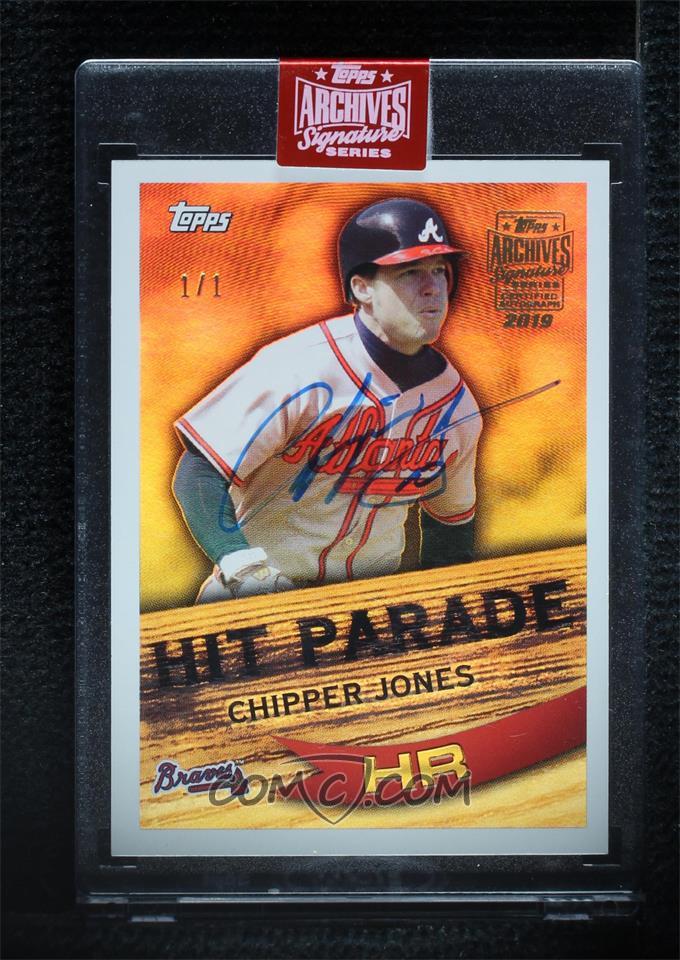 Topps
ARCHIVES
Signature
SERIES
Topps
1/1
A
Topps
ARCHIVES
Signature
SERIES
CERTIFIED
AUTOGRAPH
2019
Atlanta
HIT PARADE
CHIPPER JONES
HR
Braves
COMC.COM